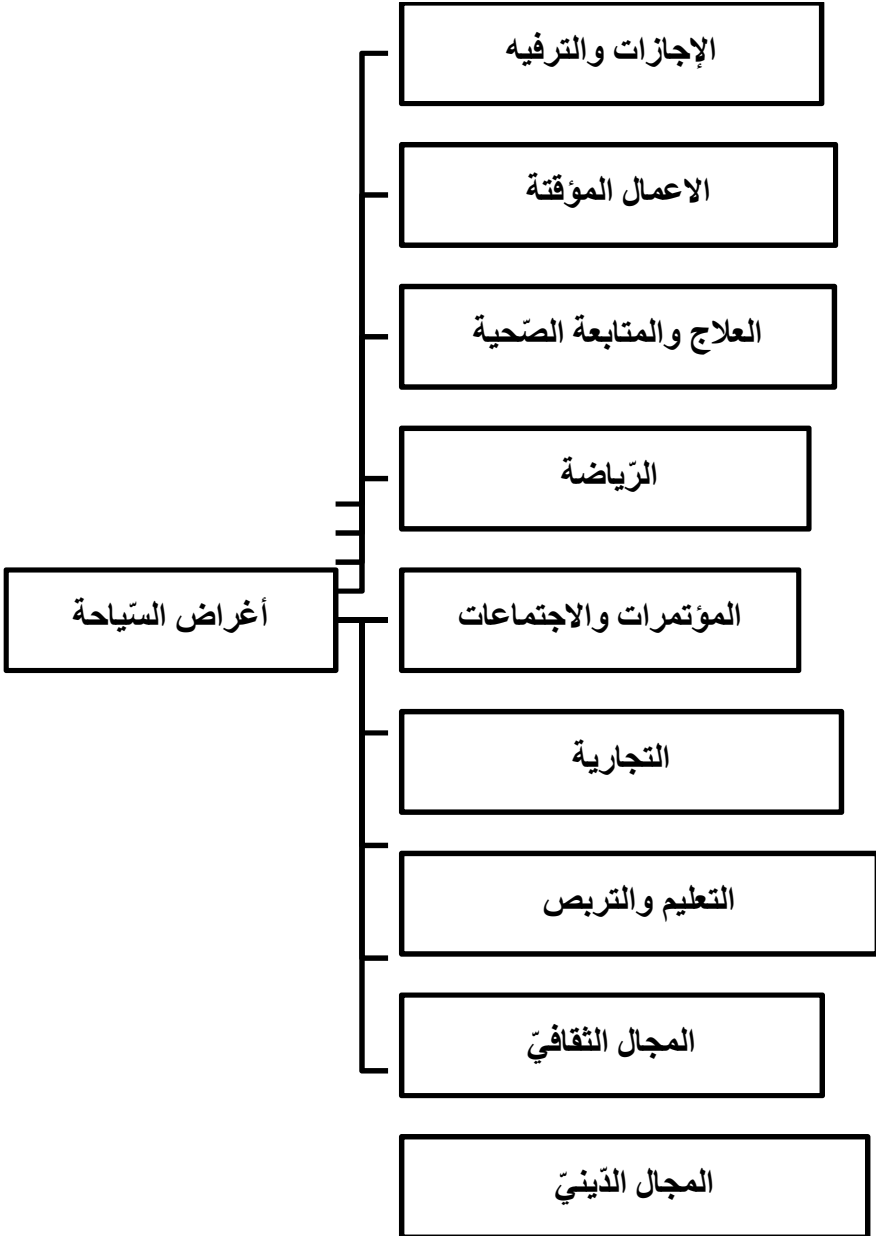 الإجازات والترفيه
الاعمال المؤقتة
العلاج والمتابعة الصّحية
الرّياضة
أغراض السّياحة
المؤتمرات والاجتماعات
التجارية
التعليم والتربص
المجال الثقافيّ
المجال الدّينيّ